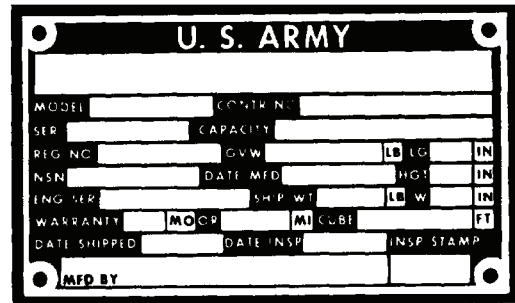 U. S. ARMY
MODEL CONTR NO
SER CAPACITY
REG NO GVW LB LG IN
NSN DATE MFD HGT IN
ENG SER SHIP WT LB W IN
WARRANTY MO OR MI CUBE FT
DATE SHIPPED DATE INSP INSP STAMP
MFD BY